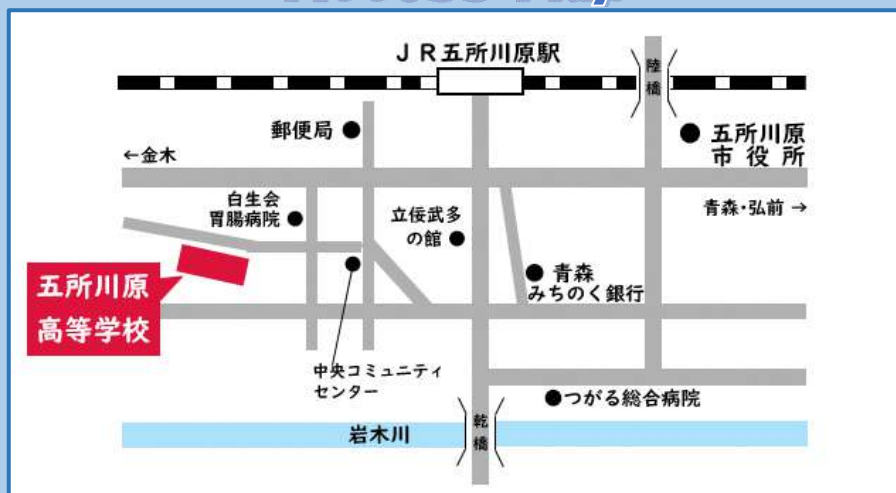 Access Map
ＪＲ五所川原駅
陸橋
郵便局
五所川原
市役所
←金木
白生会
胃腸病院
立佞武多
の館
青森・弘前 →
青森
みちのく銀行
五所川原
高等学校
中央コミュニティ
センター
つがる総合病院
岩木川
乾橋